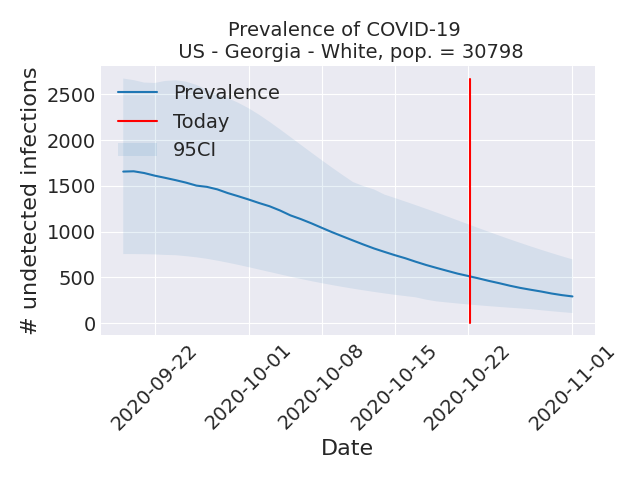 Prevalence of COVID-19
US - Georgia - White, pop. = 30798
# undetected infections
2500
2000
1500
1000
500
0
Prevalence
Today
95CI
2020-09-22
2020-10-01
2020-10-08
2020-10-15
2020-10-22
2020-11-01
Date